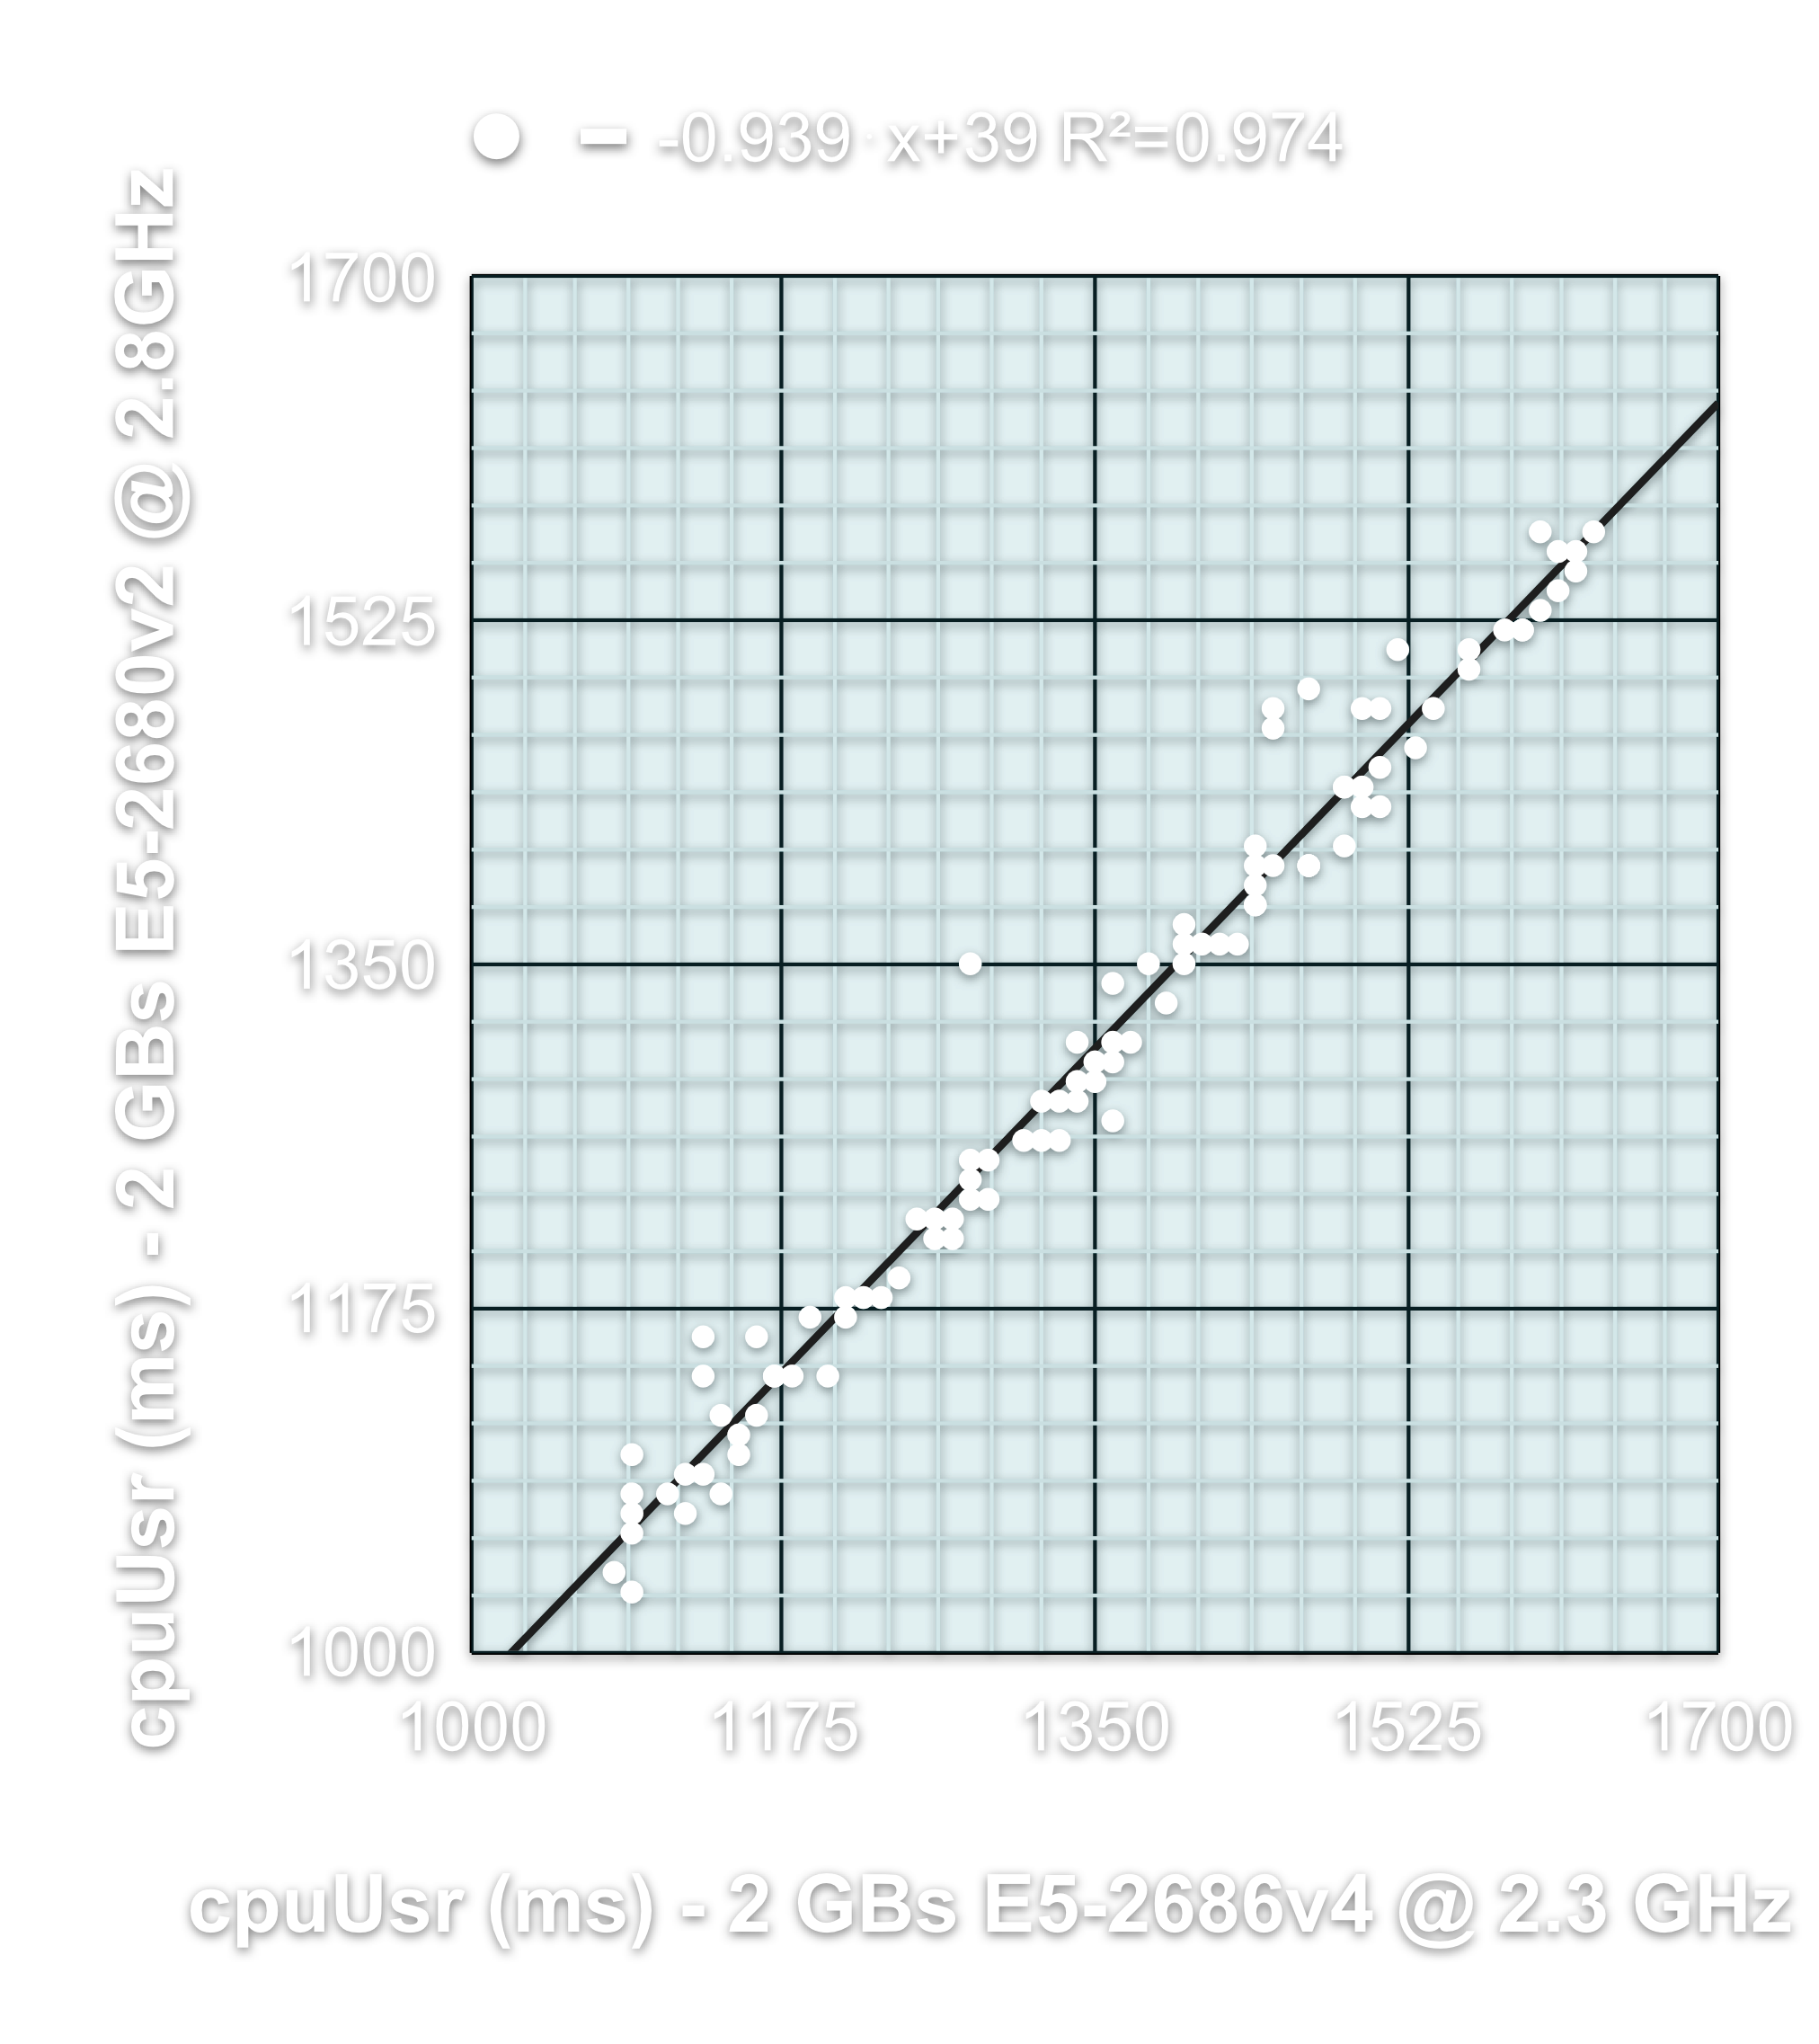 -0.939·x+39 R²=0.974
cpuUsr (ms) - 2 GBs E5-2680v2 @ 2.8GHz
1700
1525
1350
1175
1000
1000 1175 1350 1525 1700
cpuUsr (ms) - 2 GBs E5-2686v4 @ 2.3 GHz